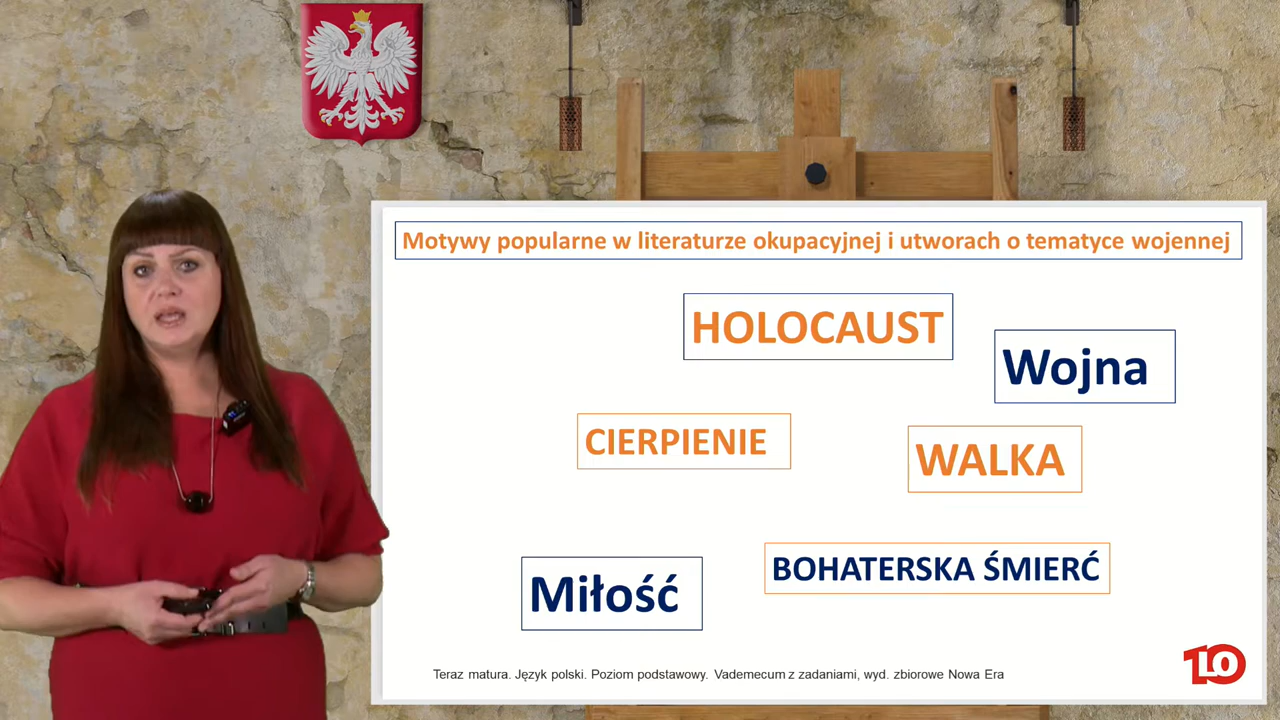 Motywy popularne w literaturze okupacyjnej i utworach o tematyce wojennej
HOLOCAUST
Wojna
CIERPIENIE
WALKA
BOHATERSKA ŚMIERĆ
Miłość
Teraz matura. Język polski. Poziom podstawowy. Vademecum z zadaniami, wyd. zbiorowe Nowa Era
1LO